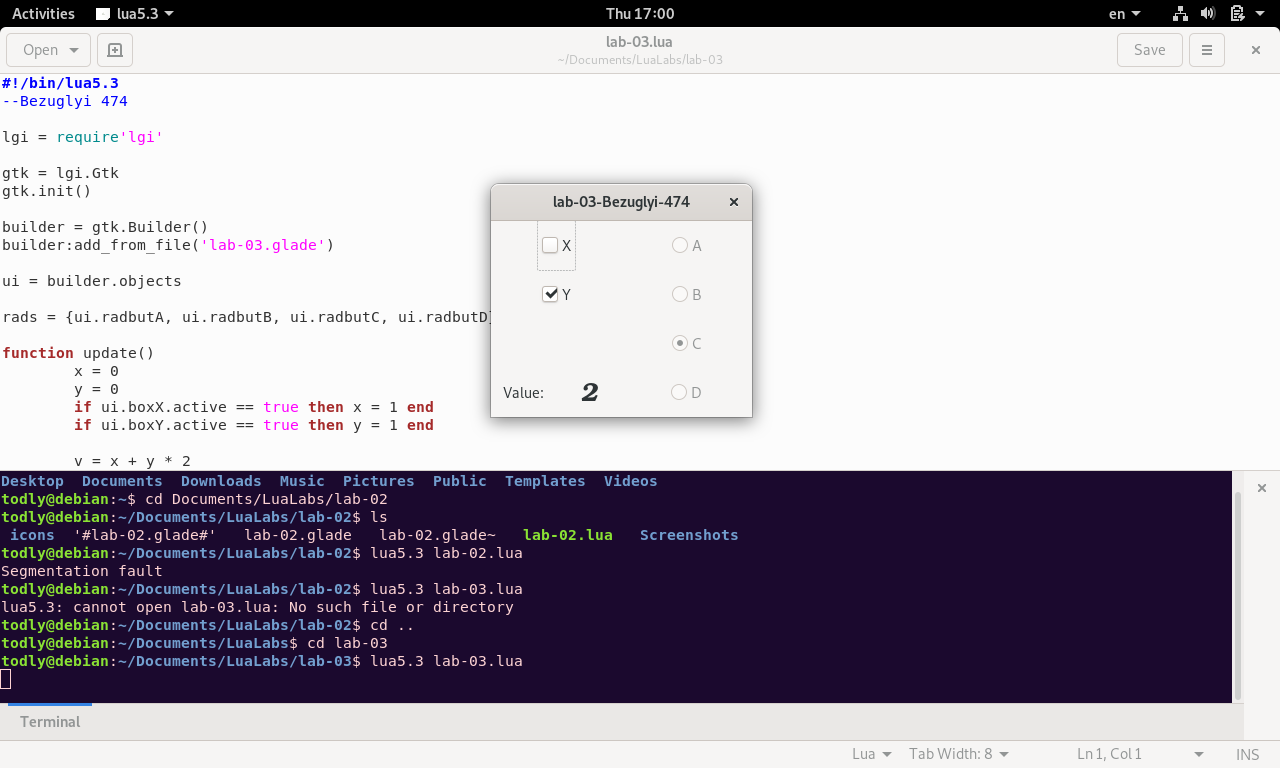 Activities lua5.3 Thu 17:00 en
Open lab-03.lua Save
~/Documents/LuaLabs/lab-03
#!/bin/lua5.3
--Bezuglyi 474
lgi = require'lgi'
gtk = lgi.Gtk
gtk.init()
builder = gtk.Builder()
builder:add_from_file('lab-03.glade')
ui = builder.objects
rads = {ui.radbutA, ui.radbutB, ui.radbutC, ui.radbutD}
function update()
x = 0
y = 0
if ui.boxX.active == true then x = 1 end
if ui.boxY.active == true then y = 1 end
v = x + y * 2
lab-03-Bezuglyi-474
X A
Y B
C
Value: 2 D
Desktop Documents Downloads Music Pictures Public Templates Videos
todly@debian:~$ cd Documents/LuaLabs/lab-02
todly@debian:~/Documents/LuaLabs/lab-02$ ls
icons '#lab-02.glade#' lab-02.glade lab-02.glade~ lab-02.lua Screenshots
todly@debian:~/Documents/LuaLabs/lab-02$ lua5.3 lab-02.lua
Segmentation fault
todly@debian:~/Documents/LuaLabs/lab-02$ lua5.3 lab-03.lua
lua5.3: cannot open lab-03.lua: No such file or directory
todly@debian:~/Documents/LuaLabs/lab-02$ cd ..
todly@debian:~/Documents/LuaLabs$ cd lab-03
todly@debian:~/Documents/LuaLabs/lab-03$ lua5.3 lab-03.lua
Terminal
Lua Tab Width: 8 Ln 1, Col 1 INS